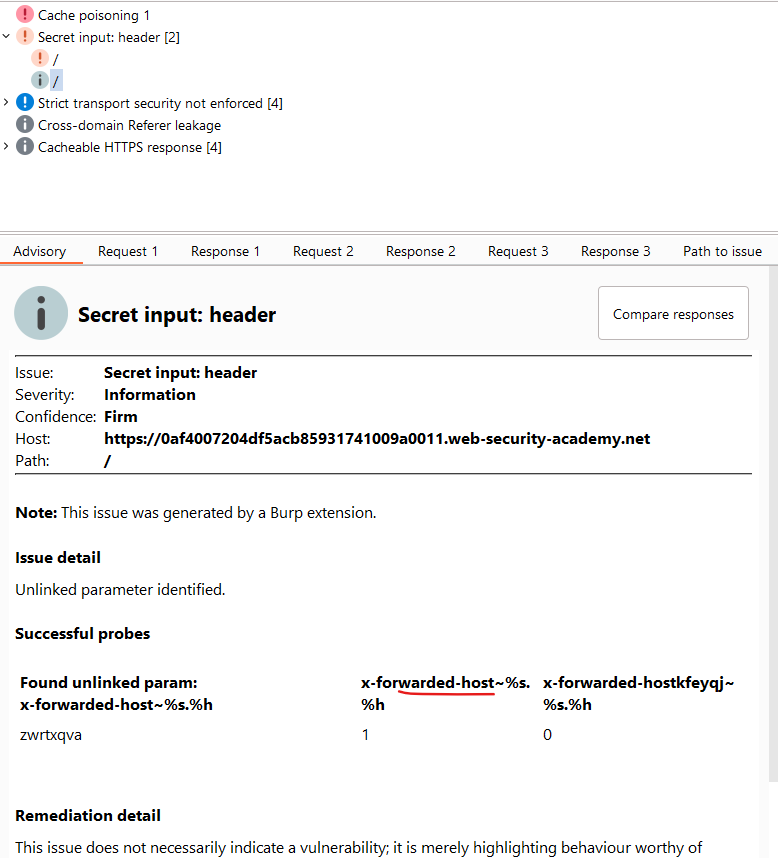 Cache poisoning 1
Secret input: header [2]
/
/
Strict transport security not enforced [4]
Cross-domain Referer leakage
Cacheable HTTPS response [4]
Advisory Request 1 Response 1 Request 2 Response 2 Request 3 Response 3 Path to issue
Secret input: header
Compare responses
Issue: Secret input: header
Severity: Information
Confidence: Firm
Host: https://0af4007204df5acb85931741009a0011.web-security-academy.net
Path: /
Note: This issue was generated by a Burp extension.
Issue detail
Unlinked parameter identified.
Successful probes
Found unlinked param: x-forwarded-host~%s. x-forwarded-hostkfeyqj~
x-forwarded-host~%s.%h %h %s.%h
zwrtxqva 1 0
Remediation detail
This issue does not necessarily indicate a vulnerability; it is merely highlighting behaviour worthy of